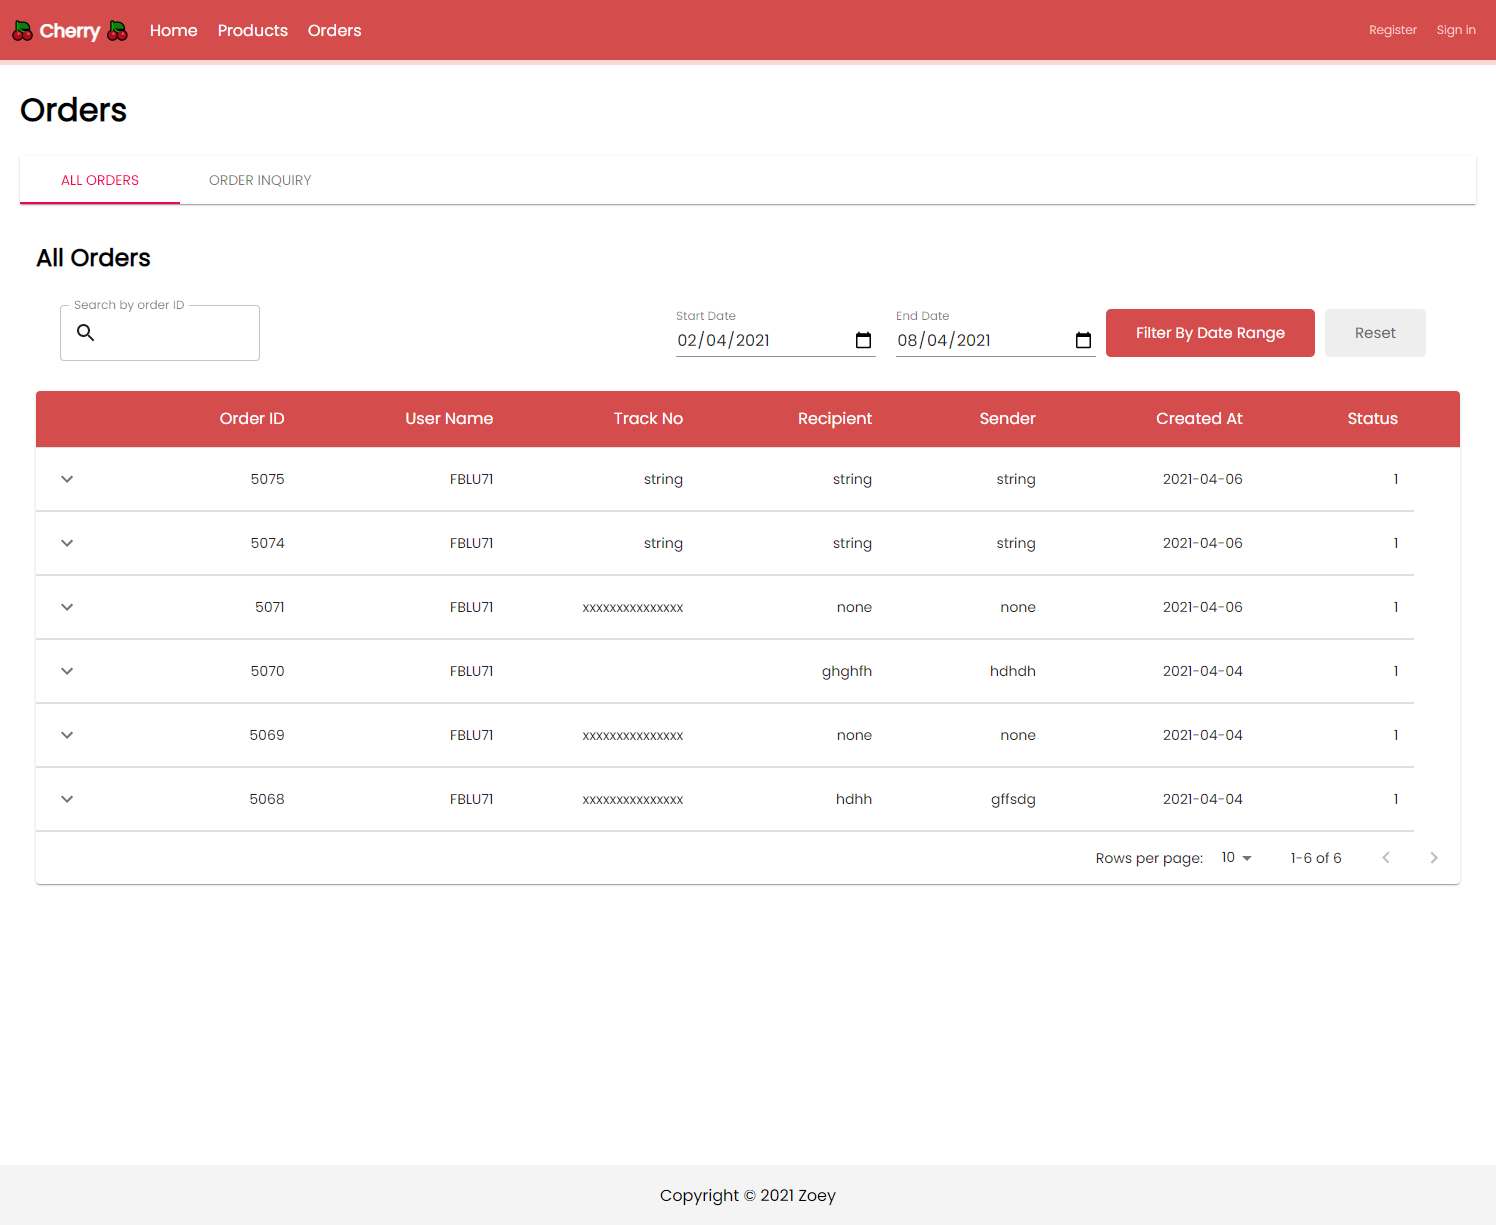 Cherry Home Products Orders Register Sign in
Orders
ALL ORDERS ORDER INQUIRY
All Orders
Search by order ID
Start Date End Date
02/04/2021 08/04/2021 Filter By Date Range Reset
Order ID User Name Track No Recipient Sender Created At Status
5075 FBLU71 string string string 2021-04-06 1
5074 FBLU71 string string string 2021-04-06 1
5071 FBLU71 xxxxxxxxxxxxxxx none none 2021-04-06 1
5070 FBLU71 ghghfh hdhdh 2021-04-04 1
5069 FBLU71 xxxxxxxxxxxxxxx none none 2021-04-04 1
5068 FBLU71 xxxxxxxxxxxxxxx hdhh gffsdg 2021-04-04 1
Rows per page: 10 1-6 of 6
Copyright © 2021 Zoey